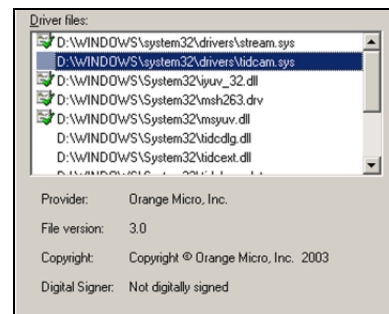 Driver files:
D:\WINDOWS\system32\drivers\stream.sys
D:\WINDOWS\system32\drivers\tidcam.sys
D:\WINDOWS\System32\iyuv_32.dll
D:\WINDOWS\System32\msh263.drv
D:\WINDOWS\System32\msyuv.dll
D:\WINDOWS\System32\tidcdlg.dll
D:\WINDOWS\System32\tidcext.dll
Provider: Orange Micro, Inc.
File version: 3.0
Copyright: Copyright © Orange Micro, Inc. 2003
Digital Signer: Not digitally signed